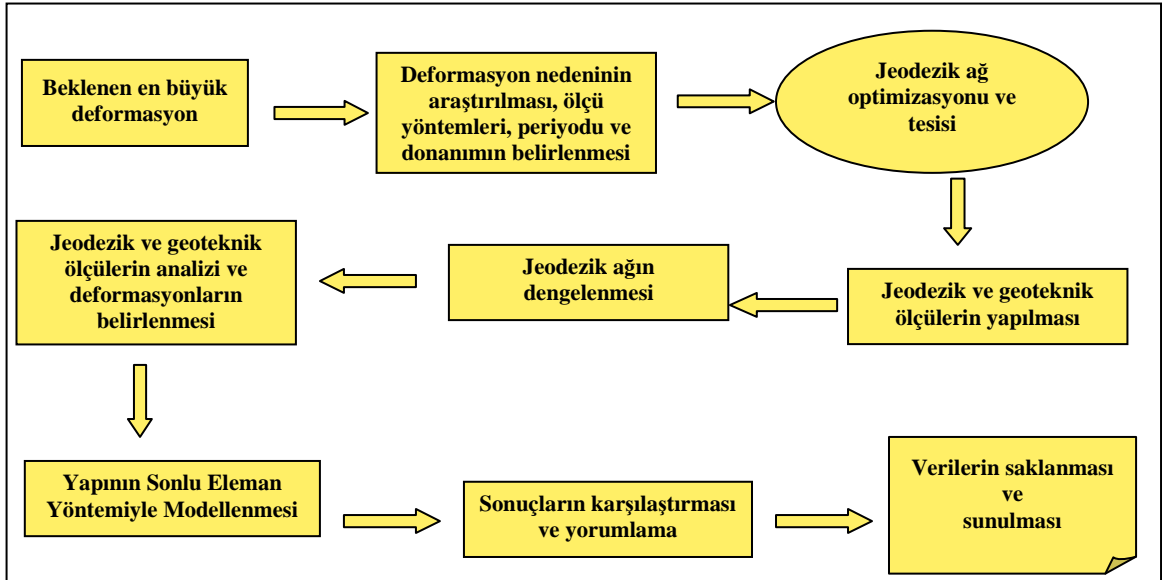 Beklenen en büyük
deformasyon
Deformasyon nedeninin
araştırılması, ölçü
yöntemleri, periyodu ve
donanımın belirlenmesi
Jeodezik ağ
optimizasyonu ve
tesisi
Jeodezik ve geoteknik
ölçülerin yapılması
Jeodezik ağın
dengelenmesi
Jeodezik ve geoteknik
ölçülerin analizi ve
deformasyonların
belirlenmesi
Yapının Sonlu Eleman
Yöntemiyle Modellenmesi
Sonuçların karşılaştırması
ve yorumlama
Verilerin saklanması
ve
sunulması